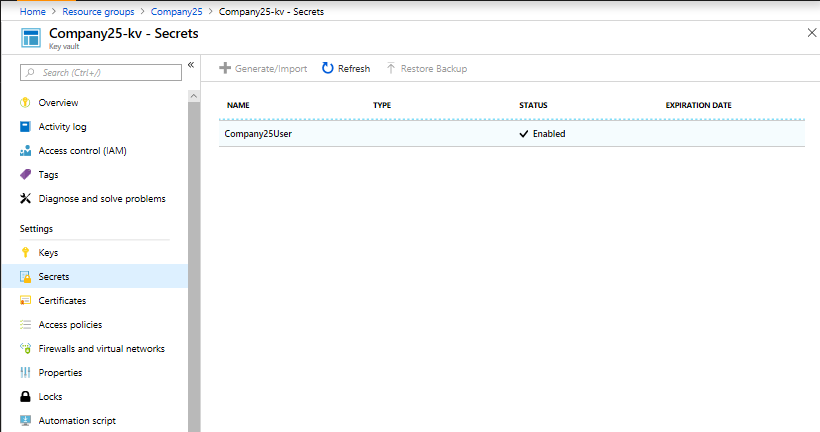 Home > Resource groups > Company25 > Company25-kv - Secrets
Company25-kv - Secrets
Key vault
Search (Ctrl+/)
Overview
Activity log
Access control (IAM)
Tags
Diagnose and solve problems
Settings
Keys
Secrets
Certificates
Access policies
Firewalls and virtual networks
Properties
Locks
Automation script
Generate/Import Refresh Restore Backup
NAME TYPE STATUS EXPIRATION DATE
Company25User Enabled